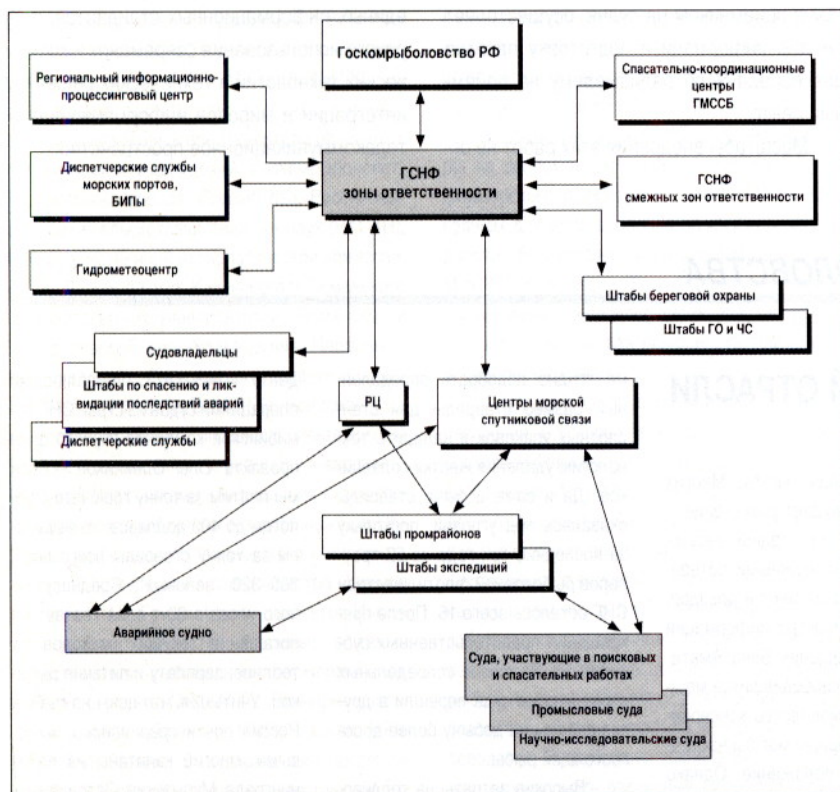 Госкомрыболовство РФ
Региональный информационно-
процессинговый центр
Спасательно-координационные
центры
ГМССБ
Диспетчерские службы
морских портов,
БИПы
ГСНФ
зоны ответственности
ГСНФ
смежных зон ответственности
Гидрометеоцентр
Штабы береговой охраны
Штабы ГО и ЧС
Судовладельцы
Штабы по спасению и лик-
видации последствий аварий
Диспетчерские службы
РЦ
Центры морской
спутниковой связи
Штабы промрайонов
Штабы экспедиций
Аварийное судно
Суда, участвующие в поисковых
и спасательных работах
Промысловые суда
Научно-исследовательские суда